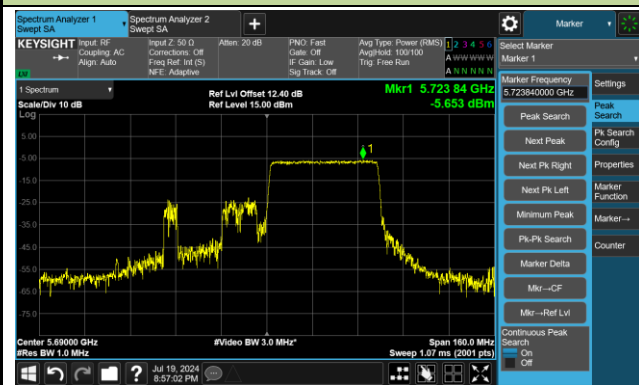 Spectrum Analyzer 1
Swept SA
Spectrum Analyzer 2
Swept SA
+
Marker
KEYSIGHT
Input: RF
Coupling: AC
Align: Auto
Input Z: 50 Ω
Corrections: Off
Freq Ref: Int (S)
NFE: Adaptive
Atten: 20 dB
PNO: Fast
Gate: Off
IF Gain: Low
Sig Track: Off
Avg Type: Power (RMS)
Avg|Hold: 100/100
Trig: Free Run
1 2 3 4 5 6
A W W W W W
A N N N N N
Select Marker
Marker 1
1 Spectrum
Scale/Div 10 dB
Log
Ref Lvl Offset 12.40 dB
Ref Level 15.00 dBm
Mkr1 5.723 84 GHz
-5.653 dBm
5.00
-5.00
-15.0
-25.0
-35.0
-45.0
-55.0
-65.0
-75.0
1
Center 5.69000 GHz
#Res BW 1.0 MHz
#Video BW 3.0 MHz*
Span 160.0 MHz
Sweep 1.07 ms (2001 pts)
Marker Frequency
5.723840000 GHz
Peak Search
Next Peak
Next Pk Right
Next Pk Left
Minimum Peak
Pk-Pk Search
Marker Delta
Mkr→CF
Mkr→Ref Lvl
Continuous Peak
Search
On
Off
Settings
Peak
Search
Pk Search
Config
Properties
Marker
Function
Marker→
Counter
?
Jul 19, 2024
8:57:02 PM